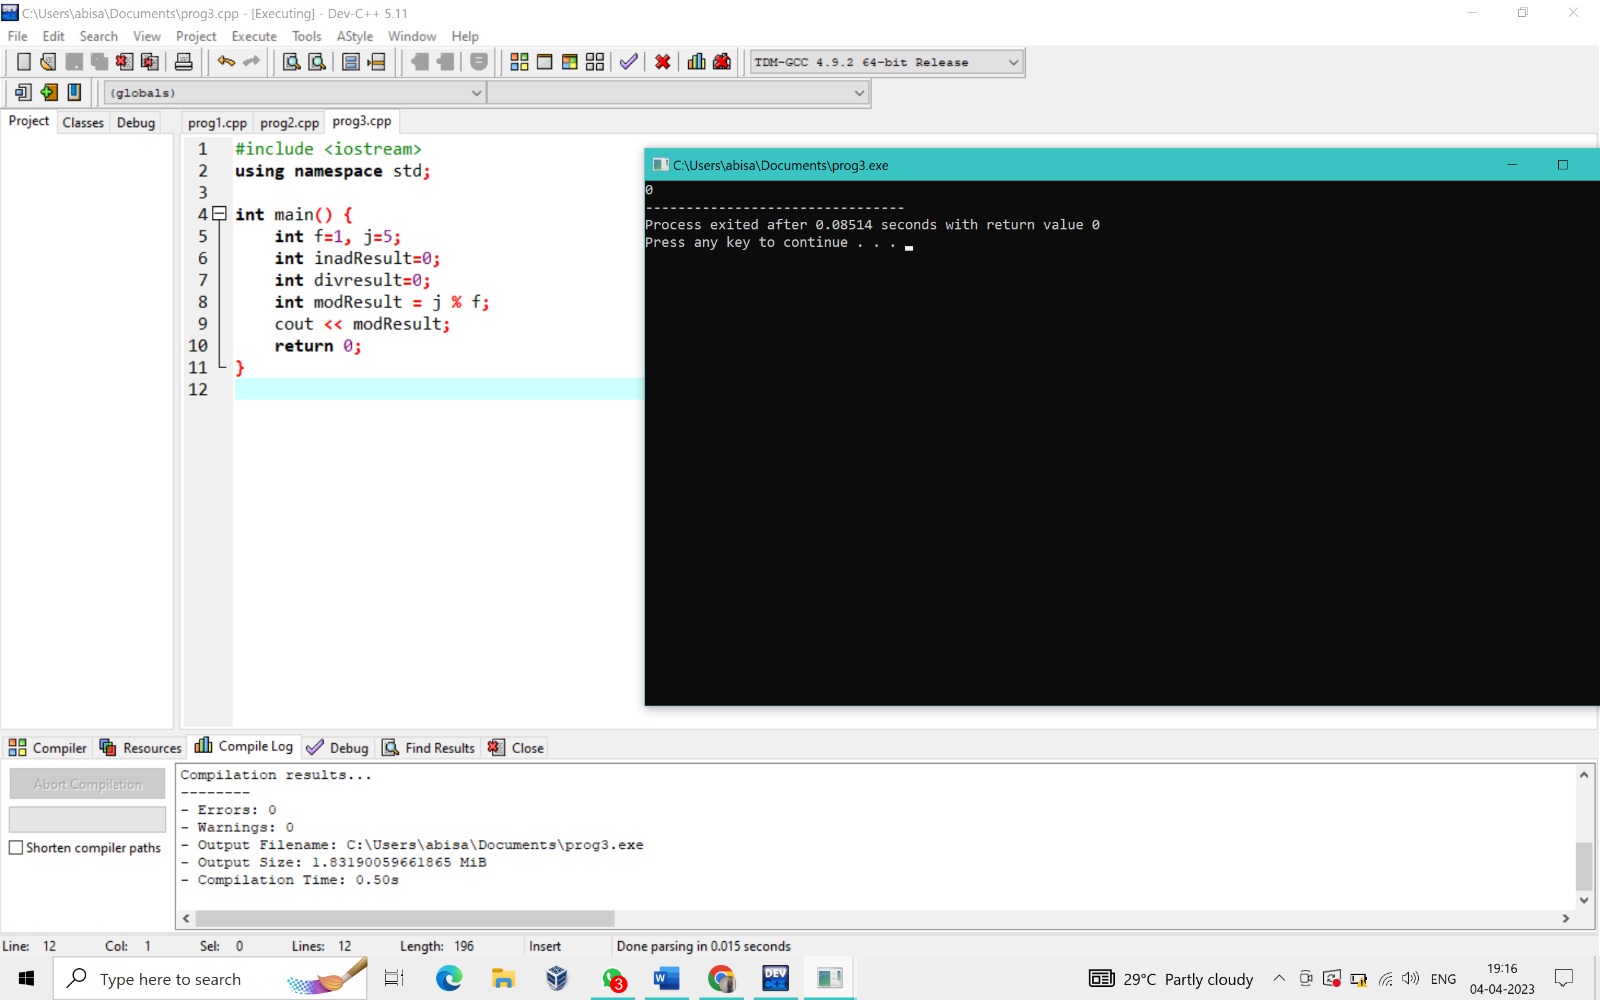 C:\Users\abisa\Documents\prog3.cpp - [Executing] - Dev-C++ 5.11
File Edit Search View Project Execute Tools AStyle Window Help
TDM-GCC 4.9.2 64-bit Release
(globals)
Project Classes Debug prog1.cpp prog2.cpp prog3.cpp
1 #include <iostream>
2 using namespace std;
3
4 int main() {
5 int f=1, j=5;
6 int inadResult=0;
7 int divresult=0;
8 int modResult = j % f;
9 cout << modResult;
10 return 0;
11 }
12
C:\Users\abisa\Documents\prog3.exe
0
--------------------------------
Process exited after 0.08514 seconds with return value 0
Press any key to continue . . .
Compiler Resources Compile Log Debug Find Results Close
Abort Compilation
Shorten compiler paths
Compilation results...
--------
- Errors: 0
- Warnings: 0
- Output Filename: C:\Users\abisa\Documents\prog3.exe
- Output Size: 1.83190059661865 MiB
- Compilation Time: 0.50s
Line: 12 Col: 1 Sel: 0 Lines: 12 Length: 196 Insert Done parsing in 0.015 seconds
Type here to search
3
W
DEV
29°C Partly cloudy
ENG
19:16
04-04-2023